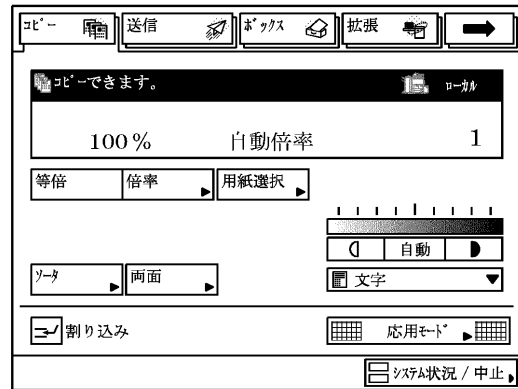 ｺﾋﾟｰ 送信 ﾎﾞｯｸｽ 拡張
ｺﾋﾟｰできます。 ﾛｰｶﾙ
100% 自動倍率 1
等倍 倍率 用紙選択
自動
ｿｰﾀ 両面 文字
割り込み 応用ﾓｰﾄﾞ
ｼｽﾃﾑ状況 / 中止